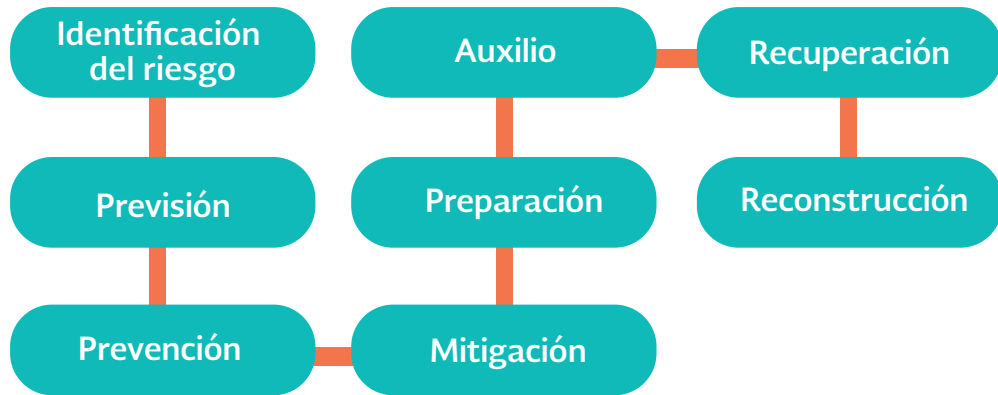 Identificación
del riesgo
Previsión
Prevención
Mitigación
Preparación
Auxilio
Recuperación
Reconstrucción